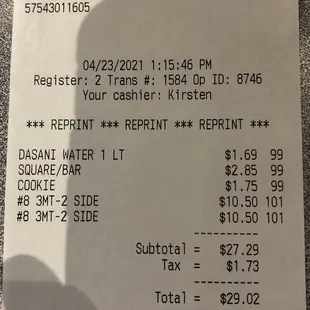 57543011605
04/23/2021 1:15:46 PM
Register: 2 Trans #: 1584 Op ID: 8746
Your cashier: Kirsten
*** REPRINT *** REPRINT *** REPRINT ***
DASANI WATER 1 LT $1.69 99
SQUARE/BAR $2.85 99
COOKIE $1.75 99
#8 3MT-2 SIDE $10.50 101
#8 3MT-2 SIDE $10.50 101
----------
Subtotal = $27.29
Tax = $1.73
----------
Total = $29.02